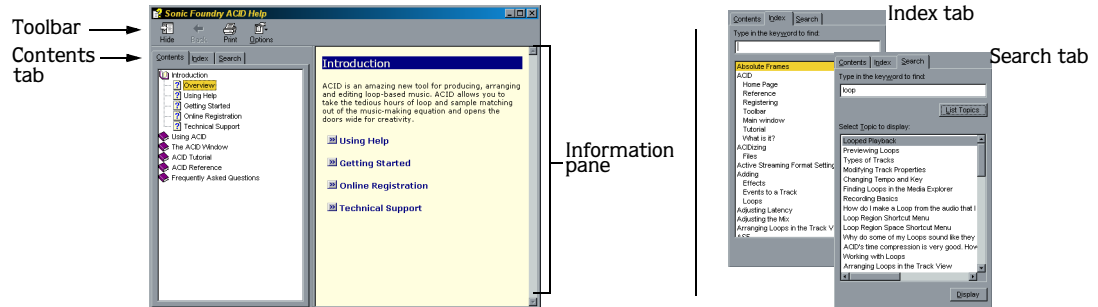 Sonic Foundry ACID Help
Toolbar
Hide Back Print Options
Contents tab
Contents Index Search
Introduction
Overview
Using Help
Getting Started
Technical Support
Using ACID
The ACID Window
ACID Tutorial
ACID Reference
Frequently Asked Questions
Introduction
ACID is an amazing new tool for producing, arranging
and editing loop-based music. ACID allows you to
take the tedious hours of loop and sample matching
out of the music-making equation and opens the
doors wide for creativity.
Using Help
Getting Started
Online Registration
Technical Support
Information
pane
Index tab
Contents Index Search
Type in the keyword to find:
Absolute Frames
ACID
Home Page
Reference
Registering
Toolbar
Main window
Tutorial
What is it?
ACIDizing
Files
Active Streaming Format Setting
Adding
Effects
Events to a Track
Loops
Adjusting Latency
Adjusting the Mix
Arranging Loops in the Track V
ASF
Search tab
Contents Index Search
Type in the keyword to find:
loop
List Topics
Select Topic to display:
Looped Playback
Previewing Loops
Types of Tracks
Modifying Track Properties
Changing Tempo and Key
Finding Loops in the Media Explorer
Recording Basics
How do I make a Loop from the audio that I
Loop Region Shortcut Menu
Loop Region Space Shortcut Menu
Why do some of my Loops sound like they
ACID's time compression is very good. How
Working with Loops
Arranging Loops in the Track View
Display